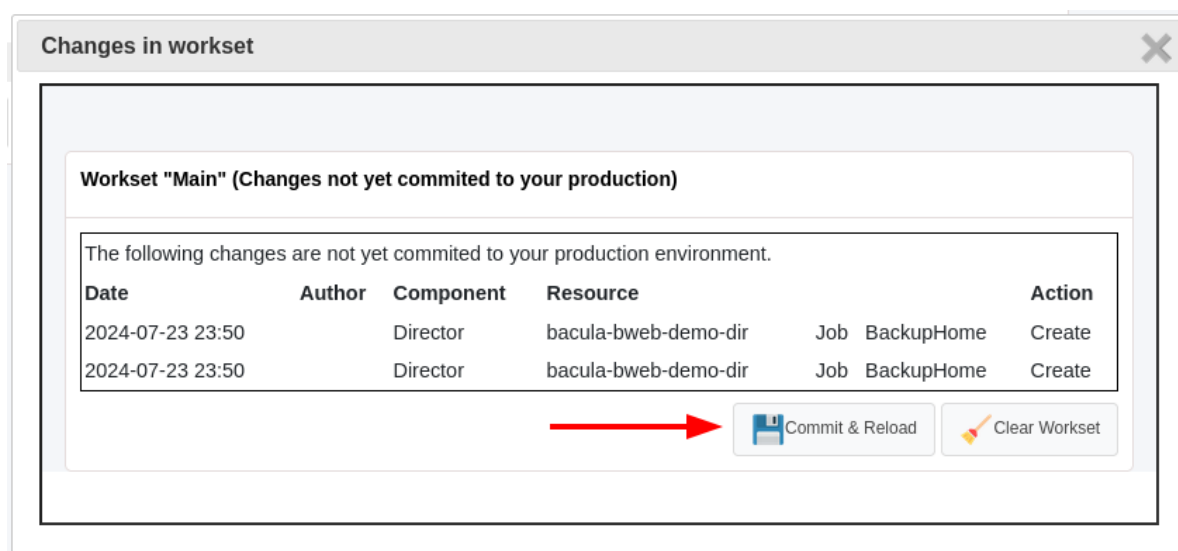 Changes in workset
Workset "Main" (Changes not yet commited to your production)
The following changes are not yet commited to your production environment.
Date Author Component Resource Action
2024-07-23 23:50 Director bacula-bweb-demo-dir Job BackupHome Create
2024-07-23 23:50 Director bacula-bweb-demo-dir Job BackupHome Create
Commit & Reload Clear Workset